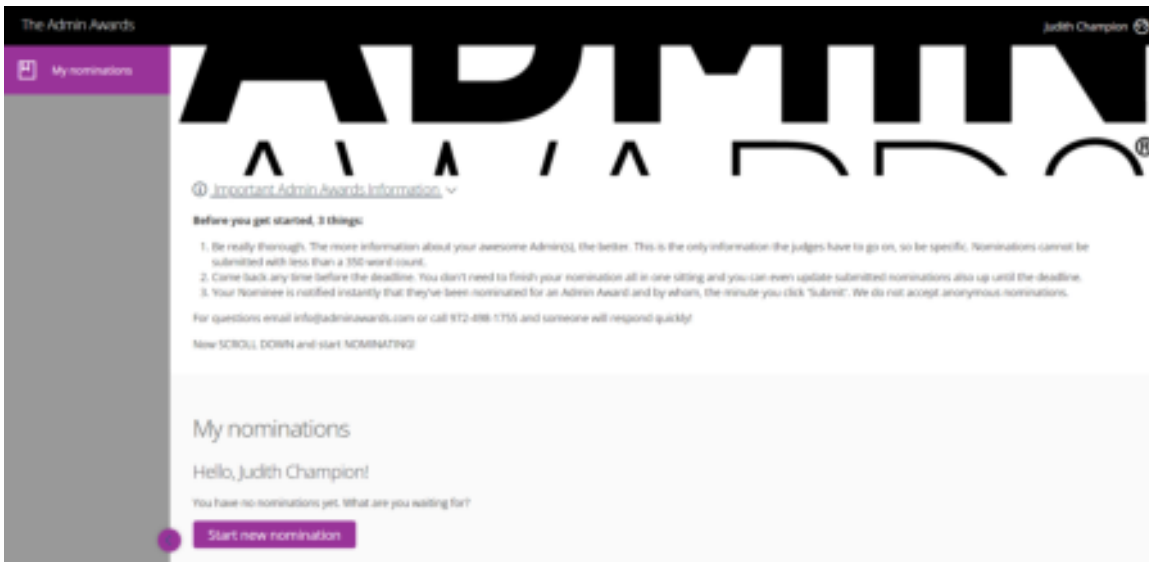 The Admin Awards
Judith Champion
My nominations
ADMIN
AWARDS®
Important Admin Awards Information
Before you get started, 3 things:
1. Be really thorough. The more information about your awesome Admin(s), the better. This is the only information the judges have to go on, so be specific. Nominations cannot be
submitted with less than a 350 word count.
2. Come back any time before the deadline. You don't need to finish your nomination all in one sitting and you can even update submitted nominations also up until the deadline.
3. Your Nominee is notified instantly that they've been nominated for an Admin Award and by whom, the minute you click 'Submit'. We do not accept anonymous nominations.
For questions email info@adminawards.com or call 972-498-1755 and someone will respond quickly!
Now SCROLL DOWN and start NOMINATING!
My nominations
Hello, Judith Champion!
You have no nominations yet. What are you waiting for?
Start new nomination